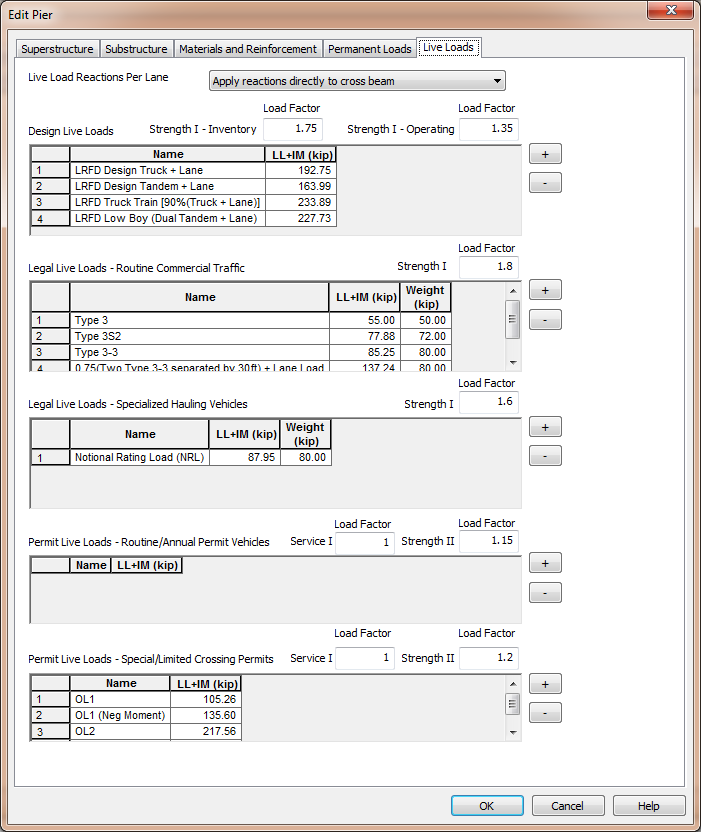 Edit Pier
Superstructure Substructure Materials and Reinforcement Permanent Loads Live Loads
Live Load Reactions Per Lane Apply reactions directly to cross beam
Load Factor Load Factor
Design Live Loads Strength I - Inventory 1.75 Strength I - Operating 1.35
Name LL+IM (kip)
1 LRFD Design Truck + Lane 192.75
2 LRFD Design Tandem + Lane 163.99
3 LRFD Truck Train [90%(Truck + Lane)] 233.89
4 LRFD Low Boy (Dual Tandem + Lane) 227.73
+
-
Load Factor
Legal Live Loads - Routine Commercial Traffic Strength I 1.8
Name LL+IM (kip) Weight (kip)
1 Type 3 55.00 50.00
2 Type 3S2 77.88 72.00
3 Type 3-3 85.25 80.00
4 0.75(Two Type 3-3 separated by 30ft) + Lane Load 137.24 80.00
+
-
Load Factor
Legal Live Loads - Specialized Hauling Vehicles Strength I 1.6
Name LL+IM (kip) Weight (kip)
1 Notional Rating Load (NRL) 87.95 80.00
+
-
Load Factor Load Factor
Permit Live Loads - Routine/Annual Permit Vehicles Service I 1 Strength II 1.15
Name LL+IM (kip)
+
-
Load Factor Load Factor
Permit Live Loads - Special/Limited Crossing Permits Service I 1 Strength II 1.2
Name LL+IM (kip)
1 OL1 105.26
2 OL1 (Neg Moment) 135.60
3 OL2 217.56
+
-
OK Cancel Help